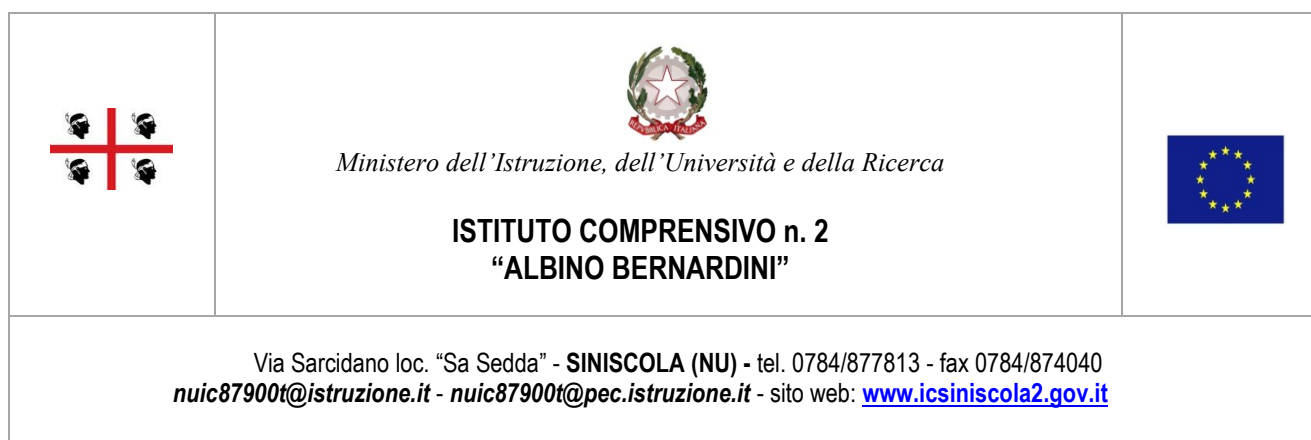 REPVBBLICA ITALIANA
Ministero dell’Istruzione, dell’Università e della Ricerca
ISTITUTO COMPRENSIVO n. 2
“ALBINO BERNARDINI”
Via Sarcidano loc. “Sa Sedda” - SINISCOLA (NU) - tel. 0784/877813 - fax 0784/874040
nuic87900t@istruzione.it - nuic87900t@pec.istruzione.it - sito web: www.icsiniscola2.gov.it